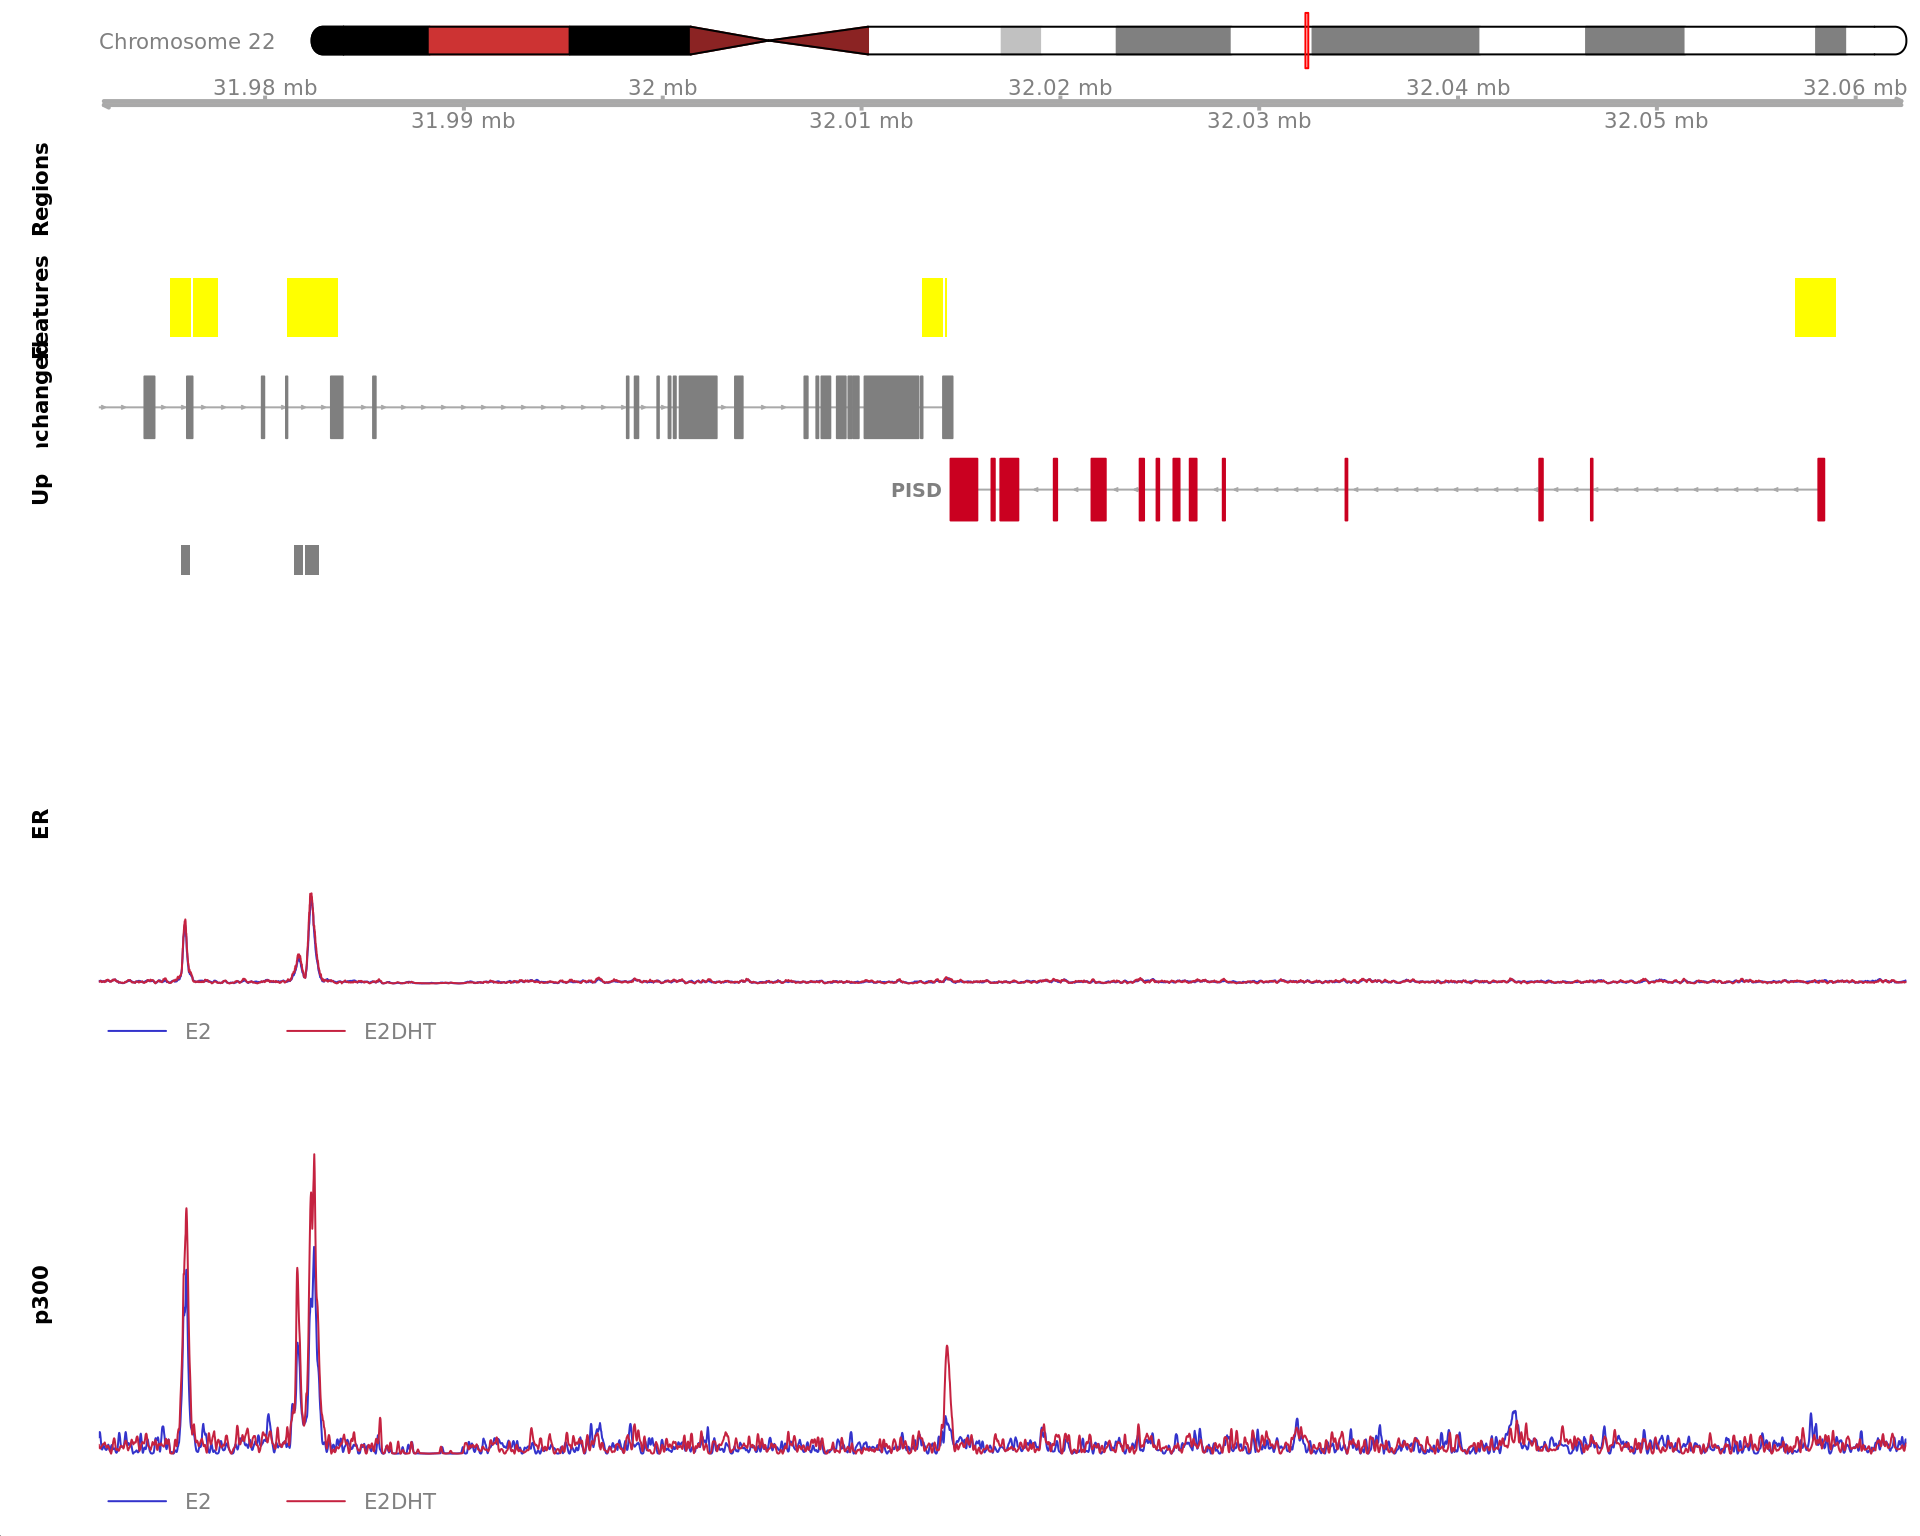 Chromosome 22
31.98 mb 32 mb 32.02 mb 32.04 mb 32.06 mb
31.99 mb 32.01 mb 32.03 mb 32.05 mb
Regions
Features
Up
PISD
ER
E2 E2DHT
p300
E2 E2DHT